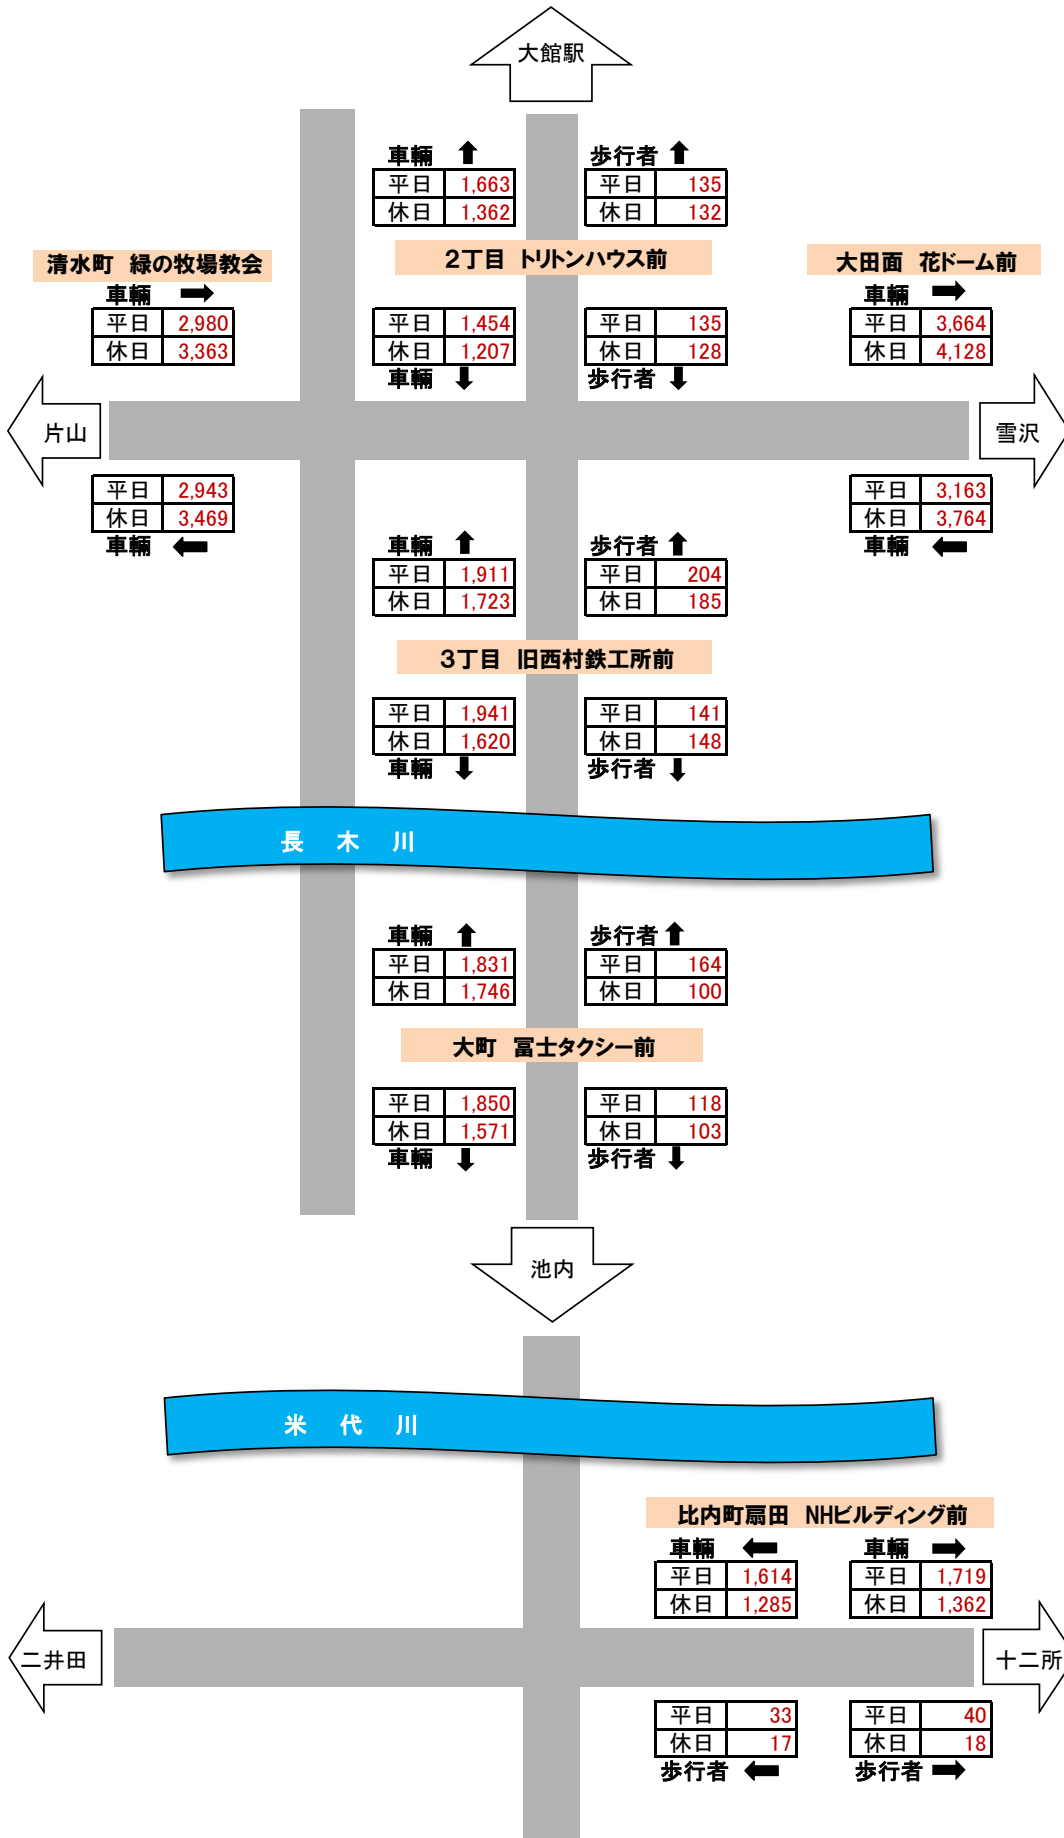 大館駅
車輛 ⬆ 歩行者 ⬆
平日 1,663 平日 135
休日 1,362 休日 132
清水町 緑の牧場教会 2丁目 トリトンハウス前 大田面 花ドーム前
車輛 ➡ 車輛 ➡
平日 2,980 平日 1,454 平日 135 平日 3,664
休日 3,363 休日 1,207 休日 128 休日 4,128
車輛 ⬇ 歩行者 ⬇
片山 雪沢
平日 2,943 平日 3,163
休日 3,469 休日 3,764
車輛 ⬅ 車輛 ⬆ 歩行者 ⬆ 車輛 ⬅
平日 1,911 平日 204
休日 1,723 休日 185
3丁目 旧西村鉄工所前
平日 1,941 平日 141
休日 1,620 休日 148
車輛 ⬇ 歩行者 ⬇
長 木 川
車輛 ⬆ 歩行者 ⬆
平日 1,831 平日 164
休日 1,746 休日 100
大町 冨士タクシー前
平日 1,850 平日 118
休日 1,571 休日 103
車輛 ⬇ 歩行者 ⬇
池内
米 代 川
比内町扇田 NHビルディング前
車輛 ⬅ 車輛 ➡
平日 1,614 平日 1,719
休日 1,285 休日 1,362
二井田 十二所
平日 33 平日 40
休日 17 休日 18
歩行者 ⬅ 歩行者 ➡